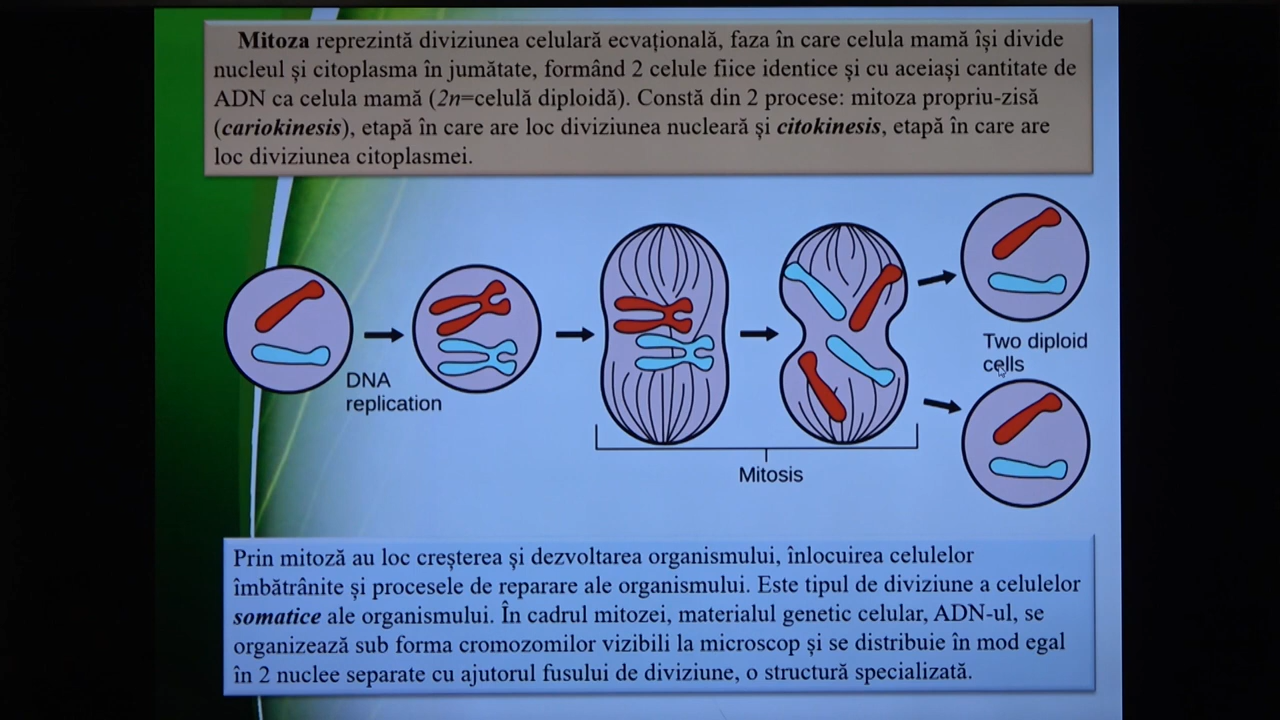 Mitoza reprezintă diviziunea celulară ecvațională, faza în care celula mamă își divide
nucleul și citoplasma în jumătate, formând 2 celule fiice identice și cu aceiași cantitate de
ADN ca celula mamă (2n=celulă diploidă). Constă din 2 procese: mitoza propriu-zisă
(cariokinesis), etapă în care are loc diviziunea nucleară și citokinesis, etapă în care are
loc diviziunea citoplasmei.
DNA
replication
Mitosis
Two diploid
cells
Prin mitoză au loc creșterea și dezvoltarea organismului, înlocuirea celulelor
îmbătrânite și procesele de reparare ale organismului. Este tipul de diviziune a celulelor
somatice ale organismului. În cadrul mitozei, materialul genetic celular, ADN-ul, se
organizează sub forma cromozomilor vizibili la microscop și se distribuie în mod egal
în 2 nuclee separate cu ajutorul fusului de diviziune, o structură specializată.